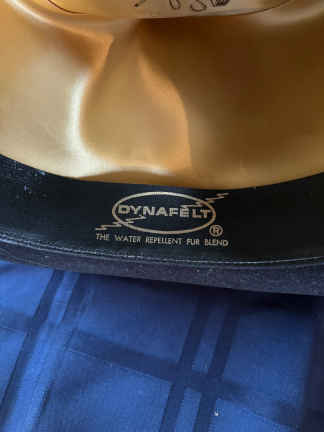 DYNAFELT
®
THE WATER REPELLENT FUR BLEND